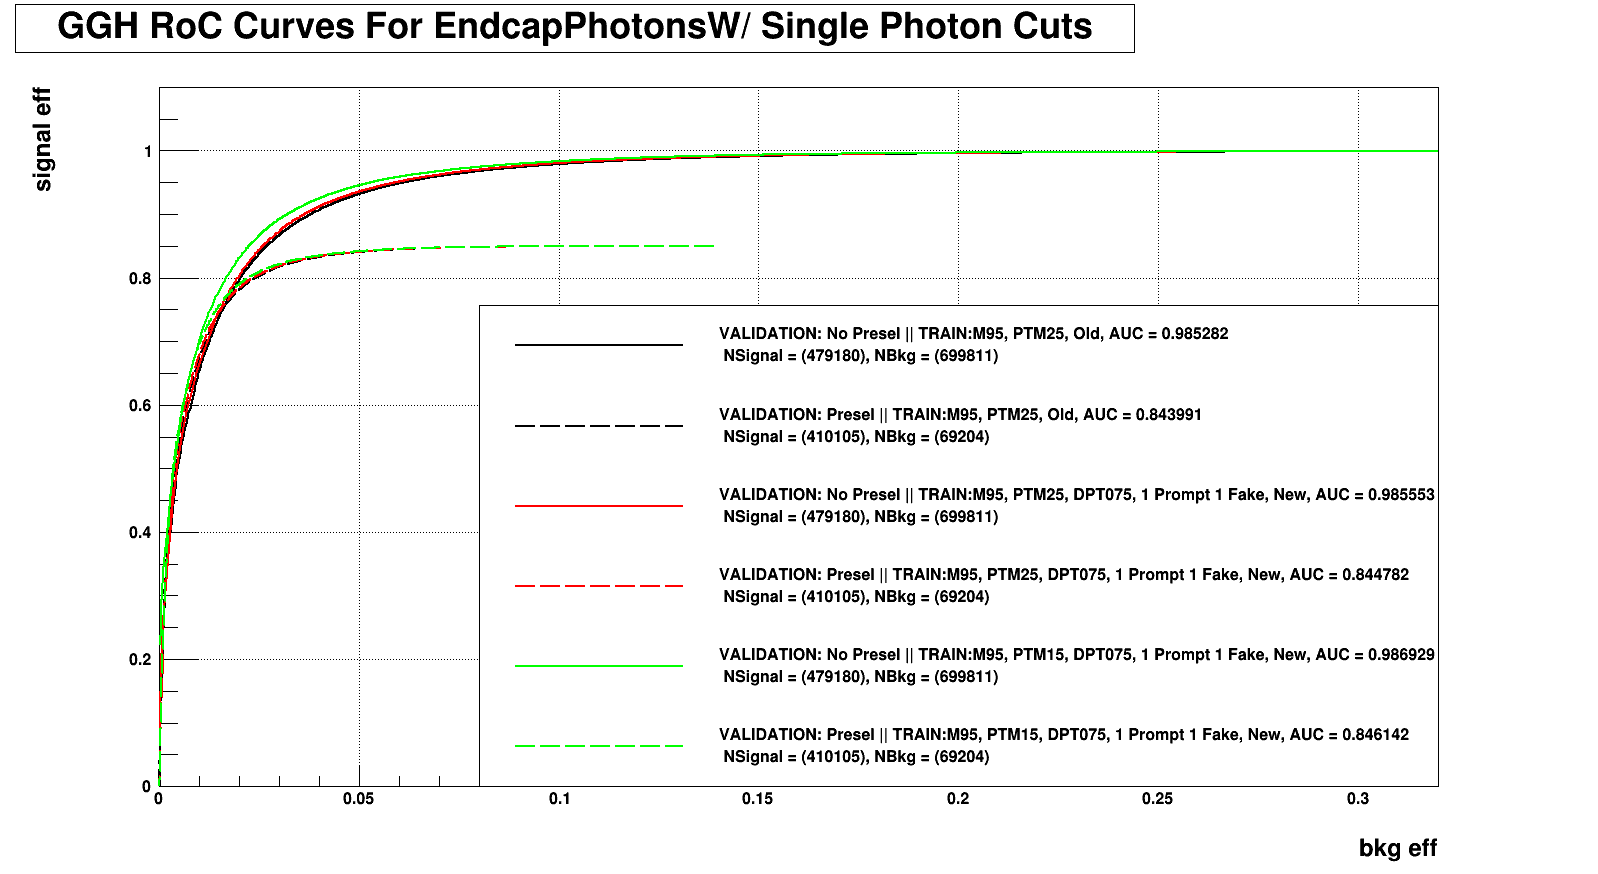 GGH RoC Curves For EndcapPhotonsW/ Single Photon Cuts
signal eff
1
0.8
0.6
0.4
0.2
0
VALIDATION: No Presel || TRAIN:M95, PTM25, Old, AUC = 0.985282
NSignal = (479180), NBkg = (699811)
VALIDATION: Presel || TRAIN:M95, PTM25, Old, AUC = 0.843991
NSignal = (410105), NBkg = (69204)
VALIDATION: No Presel || TRAIN:M95, PTM25, DPT075, 1 Prompt 1 Fake, New, AUC = 0.985553
NSignal = (479180), NBkg = (699811)
VALIDATION: Presel || TRAIN:M95, PTM25, DPT075, 1 Prompt 1 Fake, New, AUC = 0.844782
NSignal = (410105), NBkg = (69204)
VALIDATION: No Presel || TRAIN:M95, PTM15, DPT075, 1 Prompt 1 Fake, New, AUC = 0.986929
NSignal = (479180), NBkg = (699811)
VALIDATION: Presel || TRAIN:M95, PTM15, DPT075, 1 Prompt 1 Fake, New, AUC = 0.846142
NSignal = (410105), NBkg = (69204)
0 0.05 0.1 0.15 0.2 0.25 0.3
bkg eff